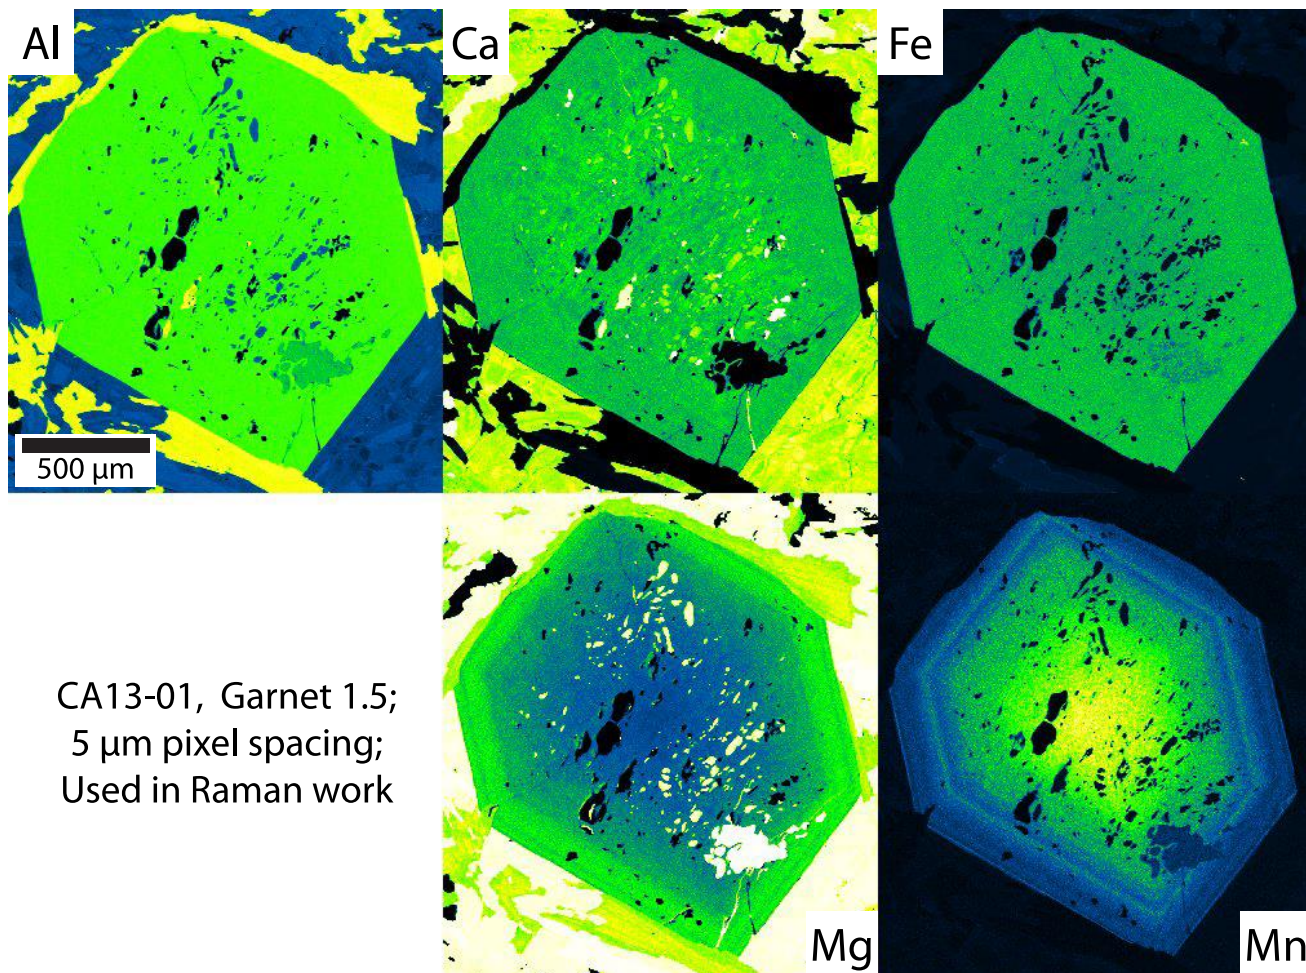 Al
Ca
Fe
500 μm
CA13-01, Garnet 1.5;
5 μm pixel spacing;
Used in Raman work
Mg
Mn